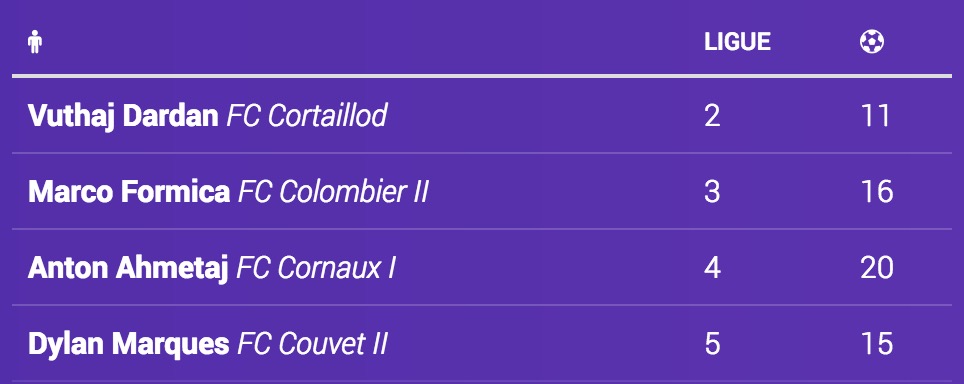 LIGUE
Vuthaj Dardan FC Cortaillod 2 11
Marco Formica FC Colombier II 3 16
Anton Ahmetaj FC Cornaux I 4 20
Dylan Marques FC Couvet II 5 15